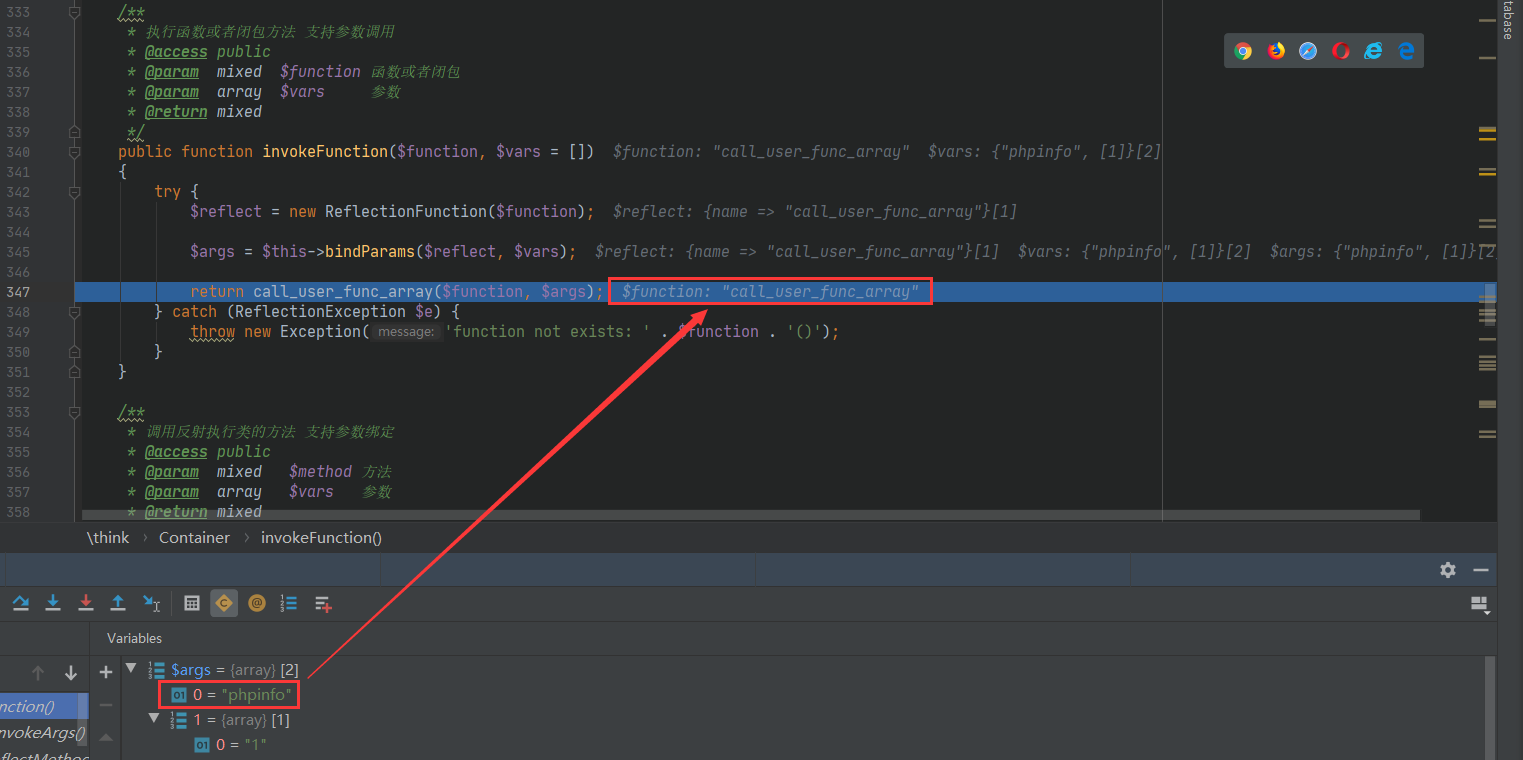 333 /**
334 * 执行函数或者闭包方法 支持参数调用
335 * @access public
336 * @param mixed $function 函数或者闭包
337 * @param array $vars 参数
338 * @return mixed
339 */
340 public function invokeFunction($function, $vars = []) $function: "call_user_func_array" $vars: {"phpinfo", [1]}[2]
341 {
342 try {
343 $reflect = new ReflectionFunction($function); $reflect: {name => "call_user_func_array"}[1]
344
345 $args = $this->bindParams($reflect, $vars); $reflect: {name => "call_user_func_array"}[1] $vars: {"phpinfo", [1]}[2] $args: {"phpinfo", [1]}[2
346
347 return call_user_func_array($function, $args); $function: "call_user_func_array"
348 } catch (ReflectionException $e) {
349 throw new Exception( message: 'function not exists: ' . $function . '()');
350 }
351 }
352
353 /**
354 * 调用反射执行类的方法 支持参数绑定
355 * @access public
356 * @param mixed $method 方法
357 * @param array $vars 参数
358 * @return mixed
tabase
\think › Container › invokeFunction()
Variables
$args = {array} [2]
0 = "phpinfo"
1 = {array} [1]
0 = "1"
nction()
nvokeArgs()
flectMethod